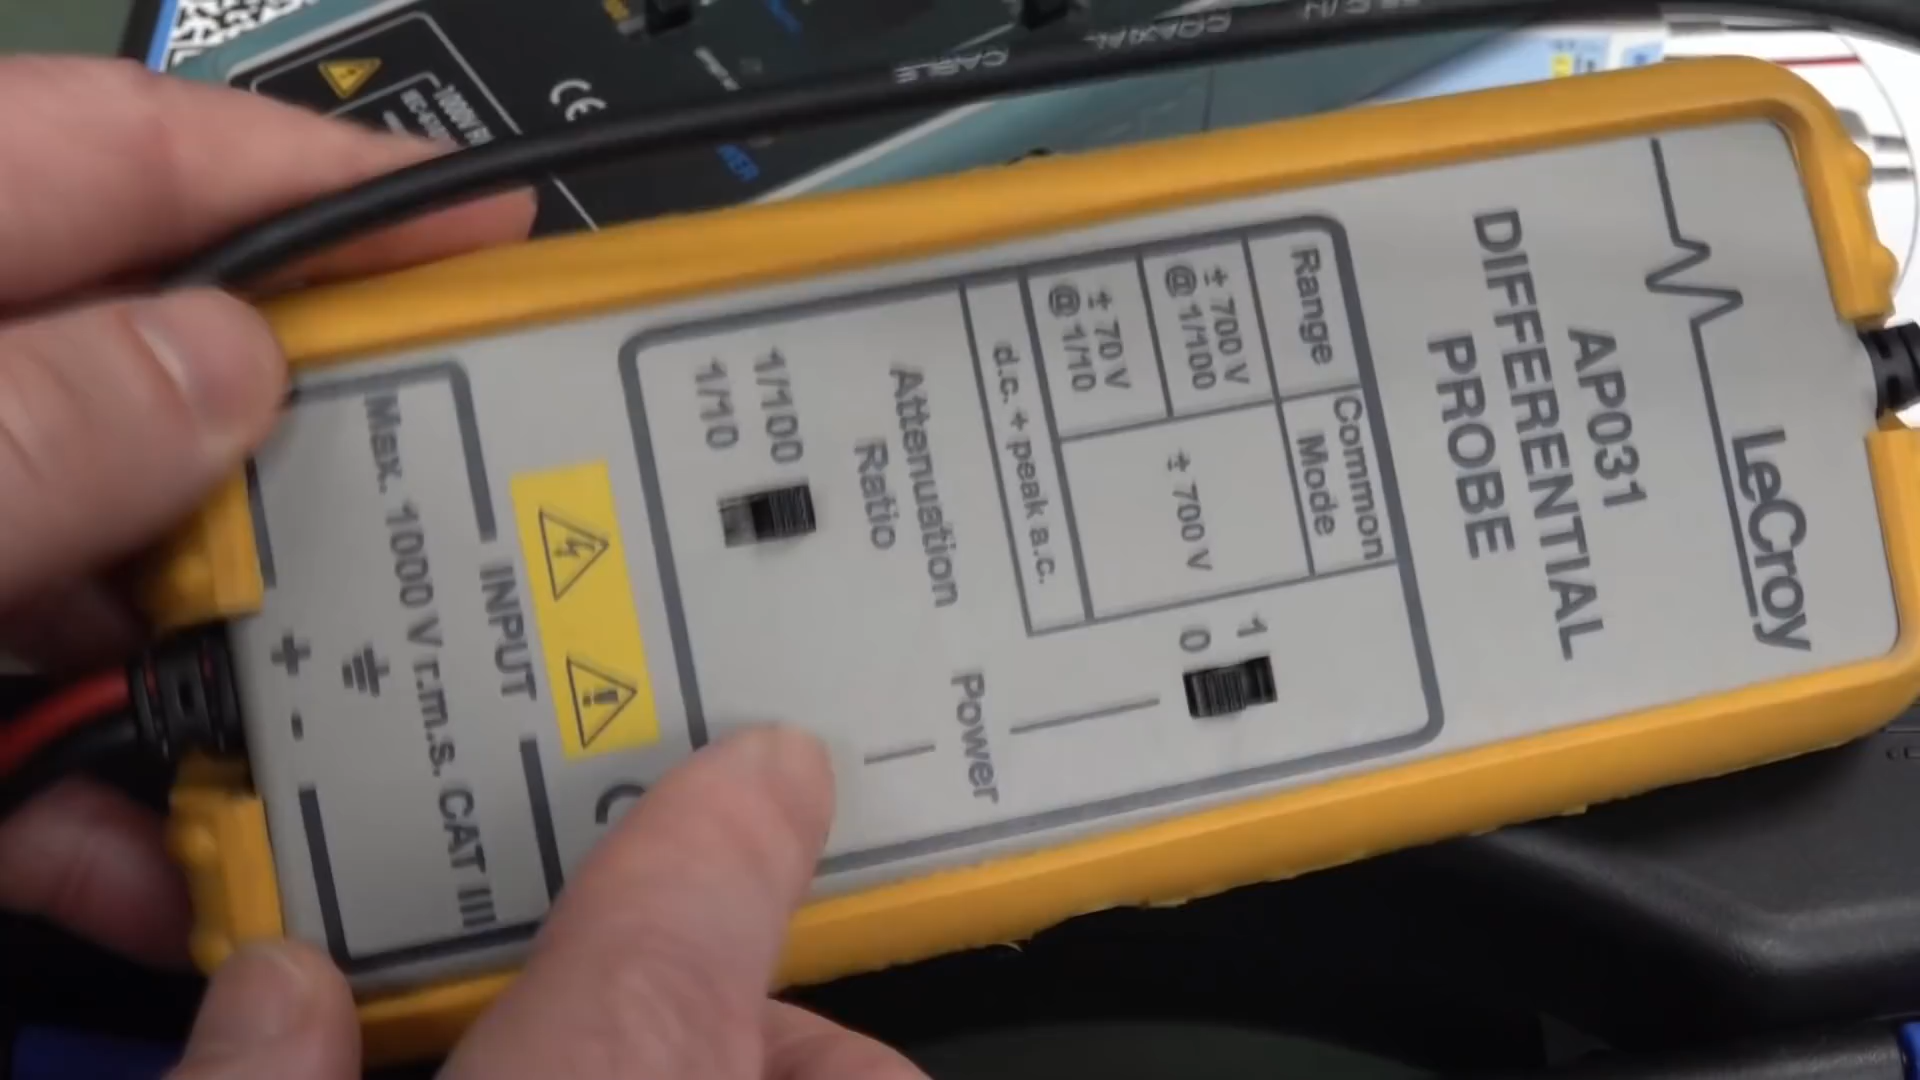 LeCroy
AP031
DIFFERENTIAL
PROBE
Range
Common
Mode
± 700 V
@ 1/100
± 700 V
± 70 V
@ 1/10
d.c. + peak a.c.
1
0
Attenuation
Ratio
Power
1/100
1/10
INPUT
Max. 1000 V r.m.s. CAT III
+ -
CE
CABLE
COAXIAL